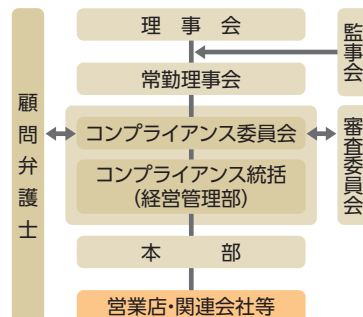 理事会
監事会
常勤理事会
顧問弁護士
コンプライアンス委員会
審査委員会
コンプライアンス統括
(経営管理部)
本部
営業店・関連会社等